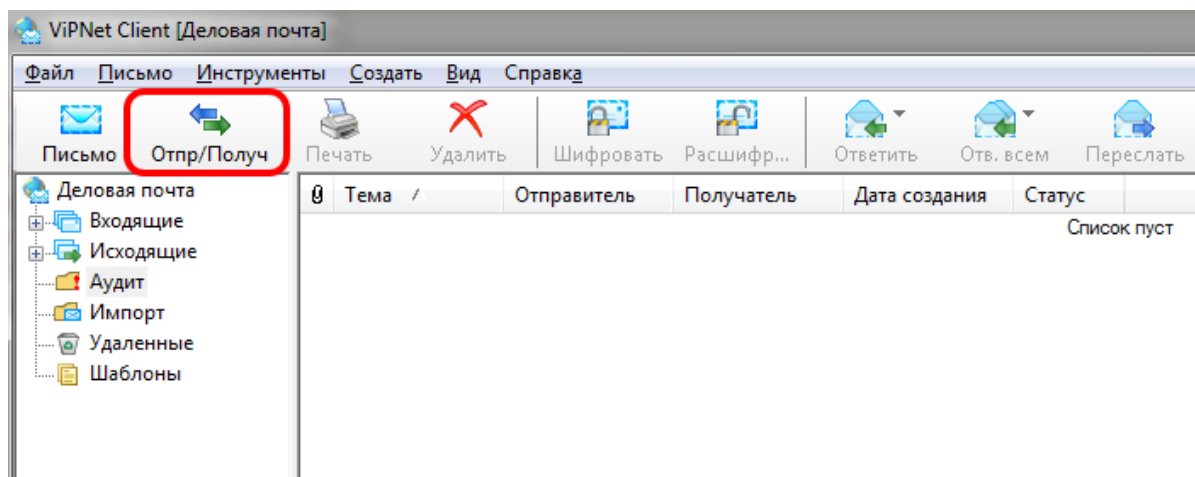 ViPNet Client [Деловая почта]
Файл Письмо Инструменты Создать Вид Справка
Письмо Отпр/Получ Печать Удалить Шифровать Расшифр... Ответить Отв. всем Переслать
Деловая почта
Входящие
Исходящие
Аудит
Импорт
Удаленные
Шаблоны
Тема Отправитель Получатель Дата создания Статус
Список пуст